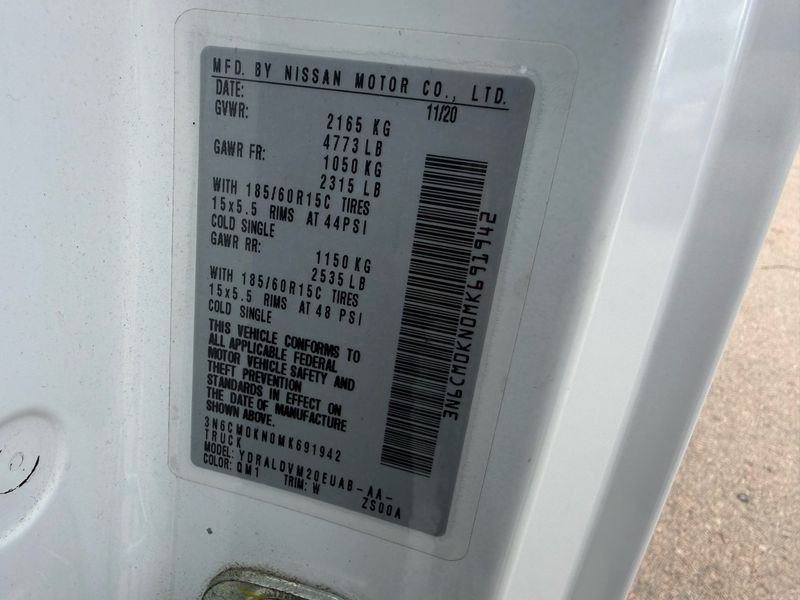 MFD. BY NISSAN MOTOR CO., LTD.
DATE: 11/20
GVWR: 2165 KG
4773 LB
GAWR FR: 1050 KG
2315 LB
WITH 185/60R15C TIRES
15x5.5 RIMS AT 44PSI
COLD SINGLE
GAWR RR: 1150 KG
2535 LB
WITH 185/60R15C TIRES
15x5.5 RIMS AT 48 PSI
COLD SINGLE
THIS VEHICLE CONFORMS TO
ALL APPLICABLE FEDERAL
MOTOR VEHICLE SAFETY AND
THEFT PREVENTION
STANDARDS IN EFFECT ON
THE DATE OF MANUFACTURE
SHOWN ABOVE.
3N6CM0KN0MK691942
TRUCK
MODEL: YDRALDVM20EUAB-AA-
COLOR: QM1 TRIM: W ZS00A
3N6CM0KN0MK691942